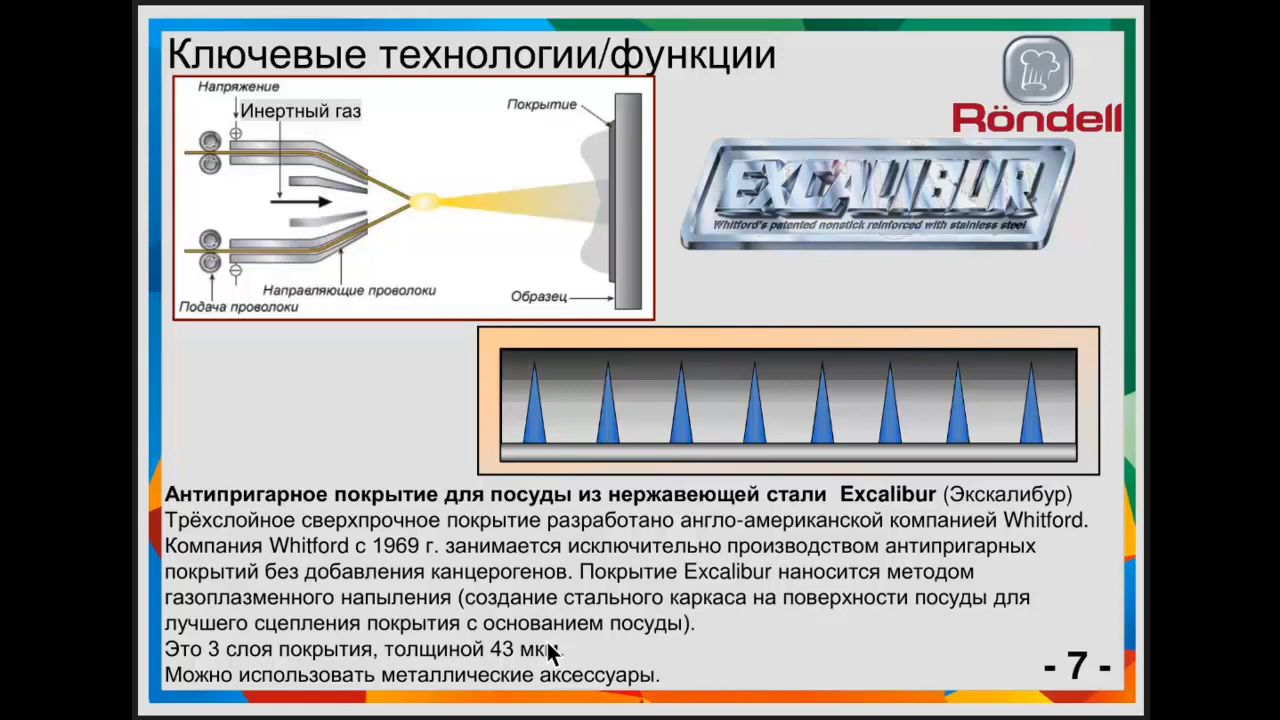 Ключевые технологии/функции
Напряжение
Инертный газ
Покрытие
Направляющие проволоки
Подача проволоки
Образец
Röndell
EXCALIBUR
Whitford's patented nonstick reinforced with stainless steel
Антипригарное покрытие для посуды из нержавеющей стали Excalibur (Экскалибур)
Трёхслойное сверхпрочное покрытие разработано англо-американской компанией Whitford.
Компания Whitford с 1969 г. занимается исключительно производством антипригарных
покрытий без добавления канцерогенов. Покрытие Excalibur наносится методом
газоплазменного напыления (создание стального каркаса на поверхности посуды для
лучшего сцепления покрытия с основанием посуды).
Это 3 слоя покрытия, толщиной 43 мкм.
Можно использовать металлические аксессуары.
- 7 -